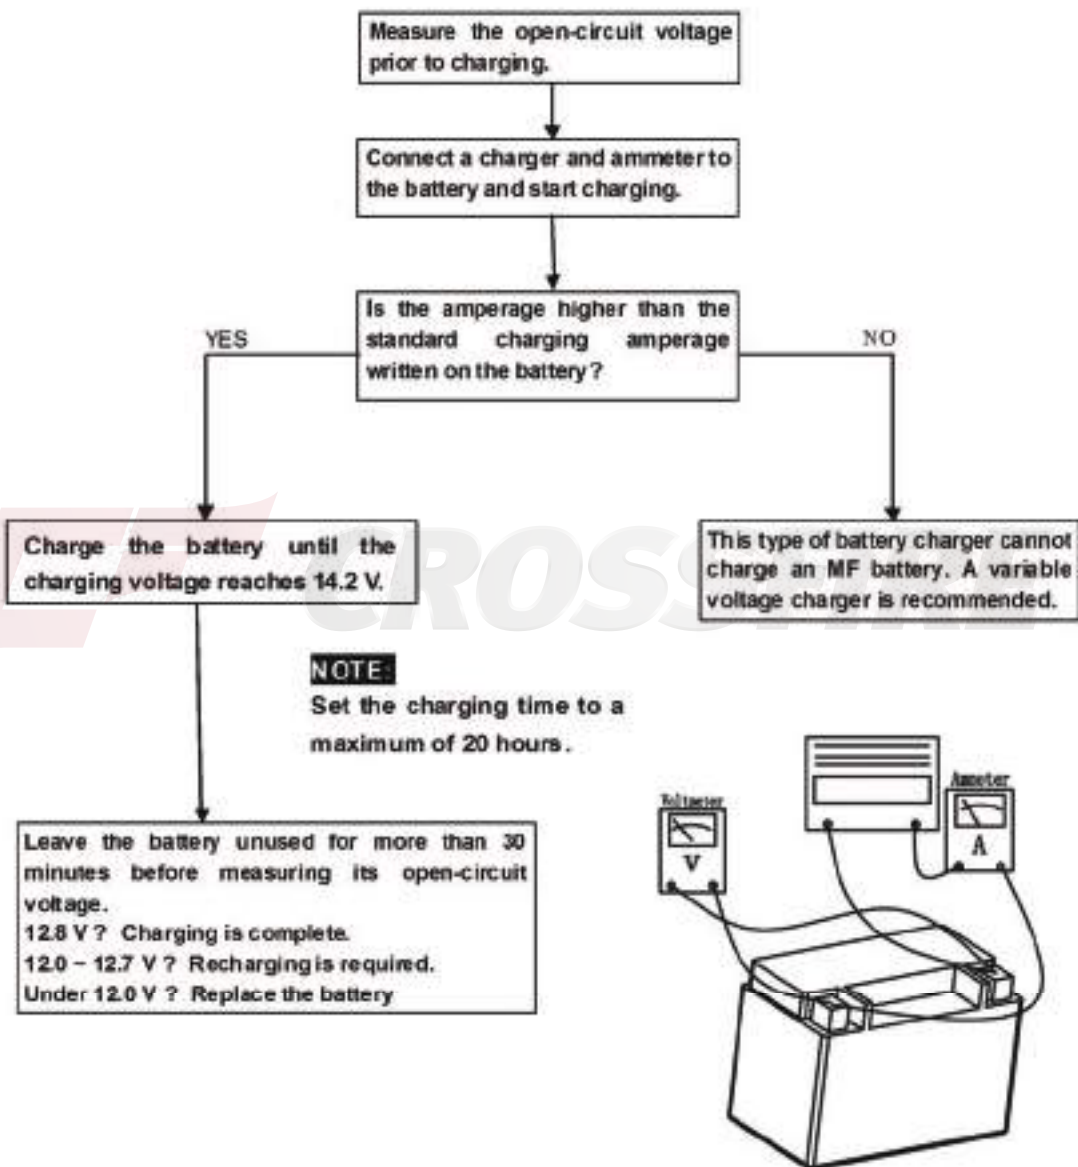 Measure the open-circuit voltage
prior to charging.
Connect a charger and ammeter to
the battery and start charging.
Is the amperage higher than the
standard charging amperage
written on the battery?
YES
NO
Charge the battery until the
charging voltage reaches 14.2 V.
This type of battery charger cannot
charge an MF battery. A variable
voltage charger is recommended.
CROSSFIRE
NOTE:
Set the charging time to a
maximum of 20 hours.
Leave the battery unused for more than 30
minutes before measuring its open-circuit
voltage.
12.8 V ? Charging is complete.
12.0 – 12.7 V ? Recharging is required.
Under 12.0 V ? Replace the battery
Voltmeter
V
Ammeter
A